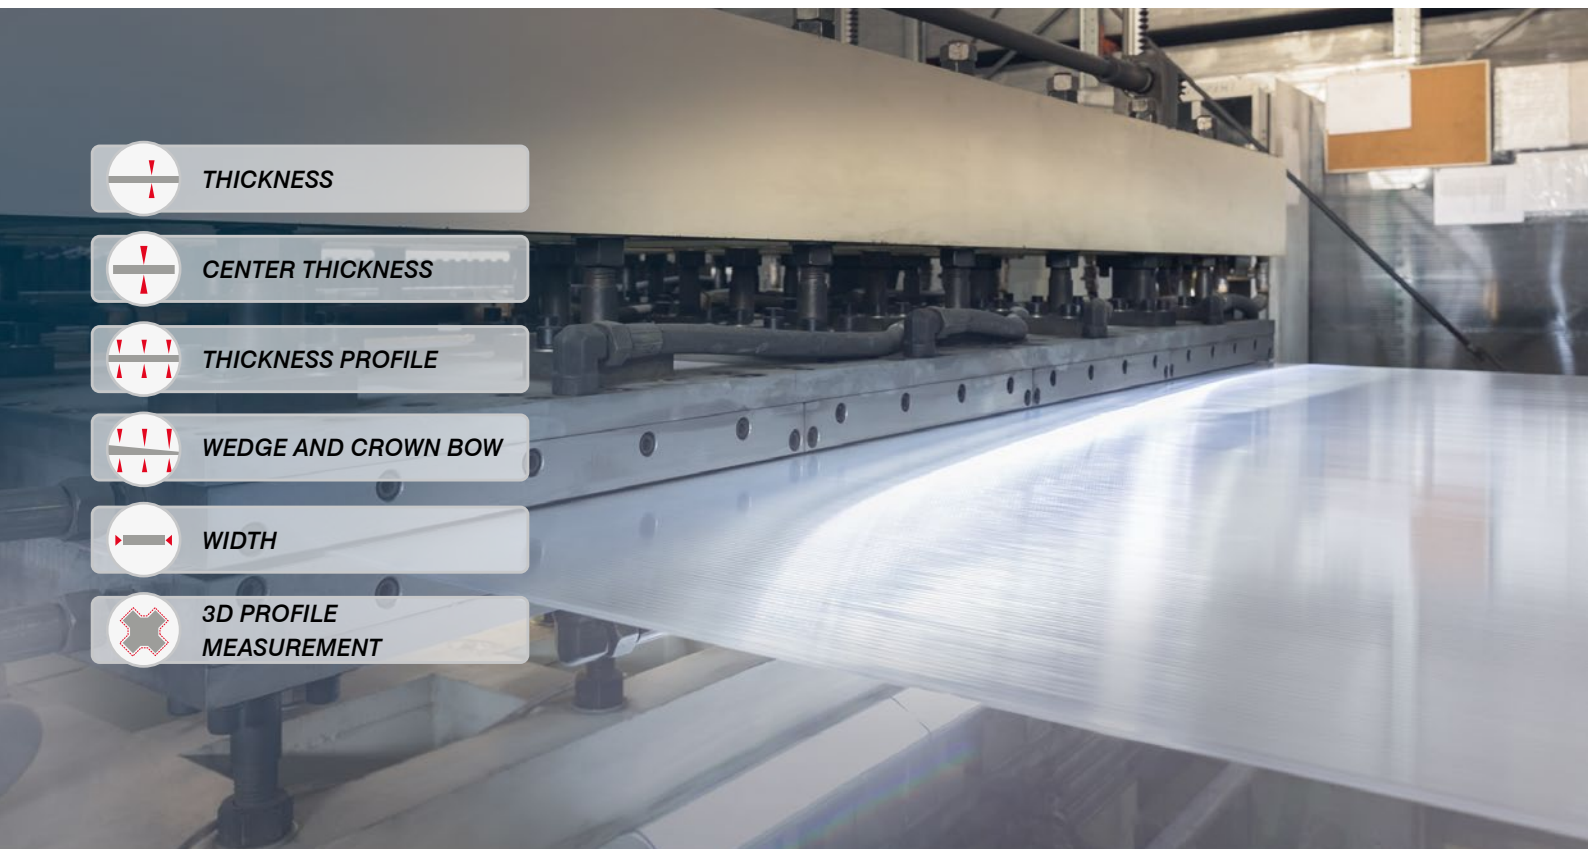 THICKNESS
CENTER THICKNESS
THICKNESS PROFILE
WEDGE AND CROWN BOW
WIDTH
3D PROFILE
MEASUREMENT